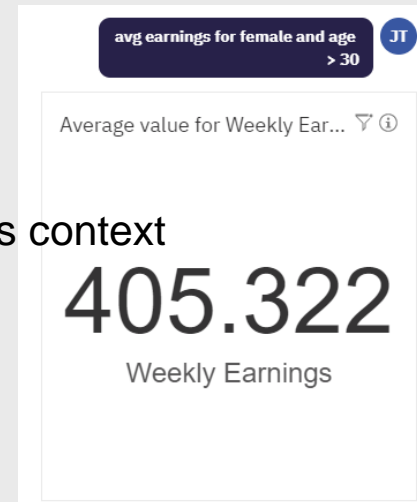 avg earnings for female and age
> 30
JT
Average value for Weekly Ear...
s context
405.322
Weekly Earnings